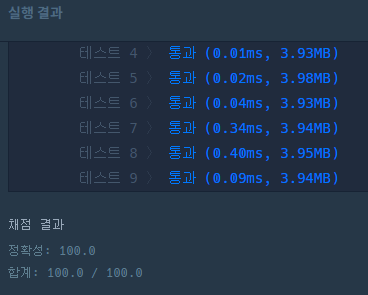 실행 결과
테스트 4 〉 통과 (0.01ms, 3.93MB)
테스트 5 〉 통과 (0.02ms, 3.98MB)
테스트 6 〉 통과 (0.04ms, 3.93MB)
테스트 7 〉 통과 (0.34ms, 3.94MB)
테스트 8 〉 통과 (0.40ms, 3.95MB)
테스트 9 〉 통과 (0.09ms, 3.94MB)
채점 결과
정확성: 100.0
합계: 100.0 / 100.0